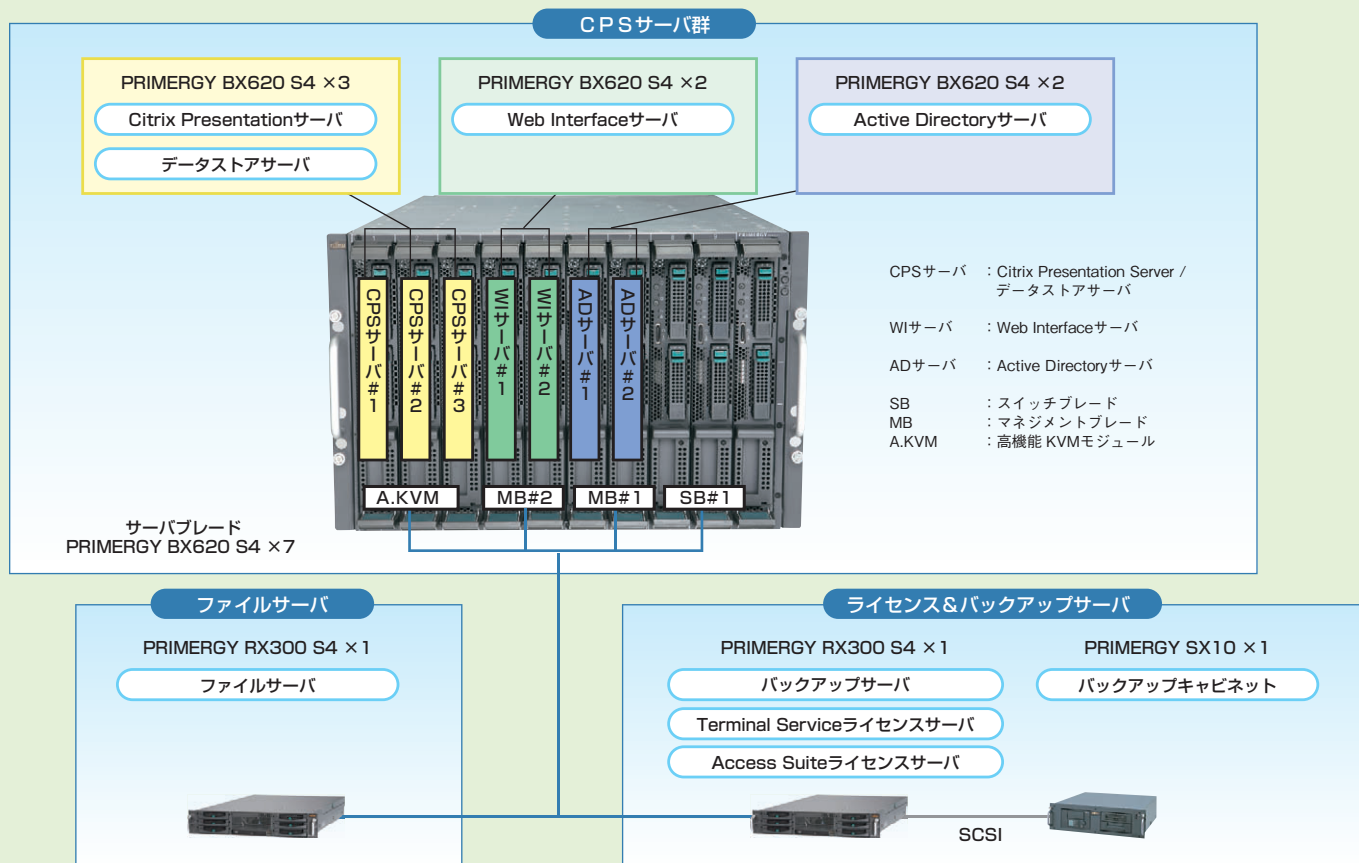 CPSサーバ群
PRIMERGY BX620 S4 ×3
Citrix Presentationサーバ
データストアサーバ
PRIMERGY BX620 S4 ×2
Web Interfaceサーバ
PRIMERGY BX620 S4 ×2
Active Directoryサーバ
CPSサーバ#1
CPSサーバ#2
CPSサーバ#3
WIサーバ#1
WIサーバ#2
ADサーバ#1
ADサーバ#2
A.KVM
MB#2
MB#1
SB#1
CPSサーバ :Citrix Presentation Server /
データストアサーバ
WIサーバ :Web Interfaceサーバ
ADサーバ :Active Directoryサーバ
SB :スイッチブレード
MB :マネジメントブレード
A.KVM :高機能 KVMモジュール
サーバブレード
PRIMERGY BX620 S4 ×7
ファイルサーバ
PRIMERGY RX300 S4 ×1
ファイルサーバ
ライセンス&バックアップサーバ
PRIMERGY RX300 S4 ×1
バックアップサーバ
Terminal Serviceライセンスサーバ
Access Suiteライセンスサーバ
PRIMERGY SX10 ×1
バックアップキャビネット
SCSI